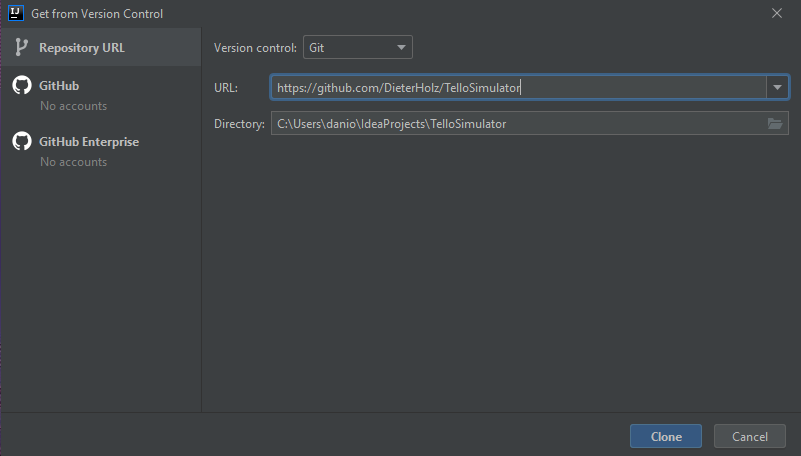 IJ Get from Version Control
Repository URL
GitHub
No accounts
GitHub Enterprise
No accounts
Version control: Git
URL: https://github.com/DieterHolz/TelloSimulator
Directory: C:\Users\danio\IdeaProjects\TelloSimulator
Clone Cancel